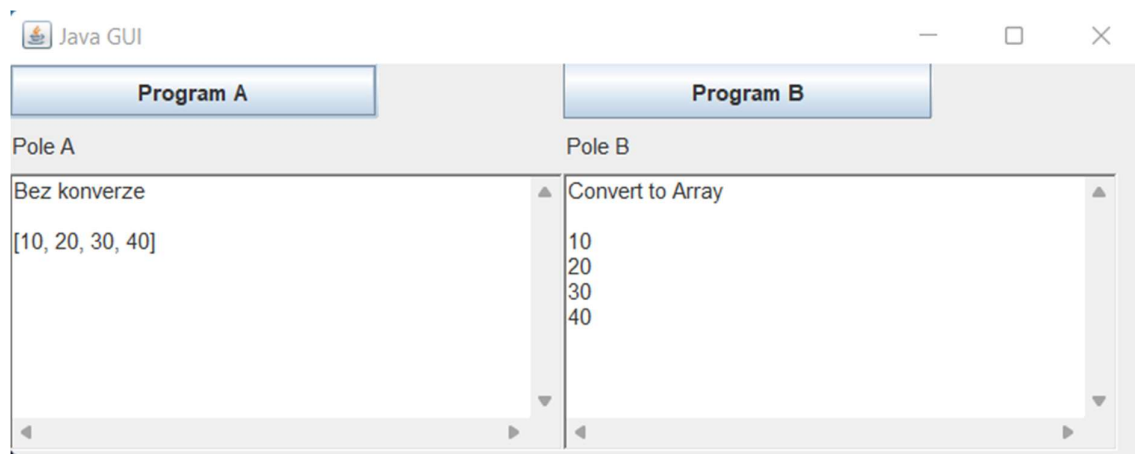 Java GUI
Program A
Program B
Pole A
Pole B
Bez konverze
[10, 20, 30, 40]
Convert to Array
10
20
30
40